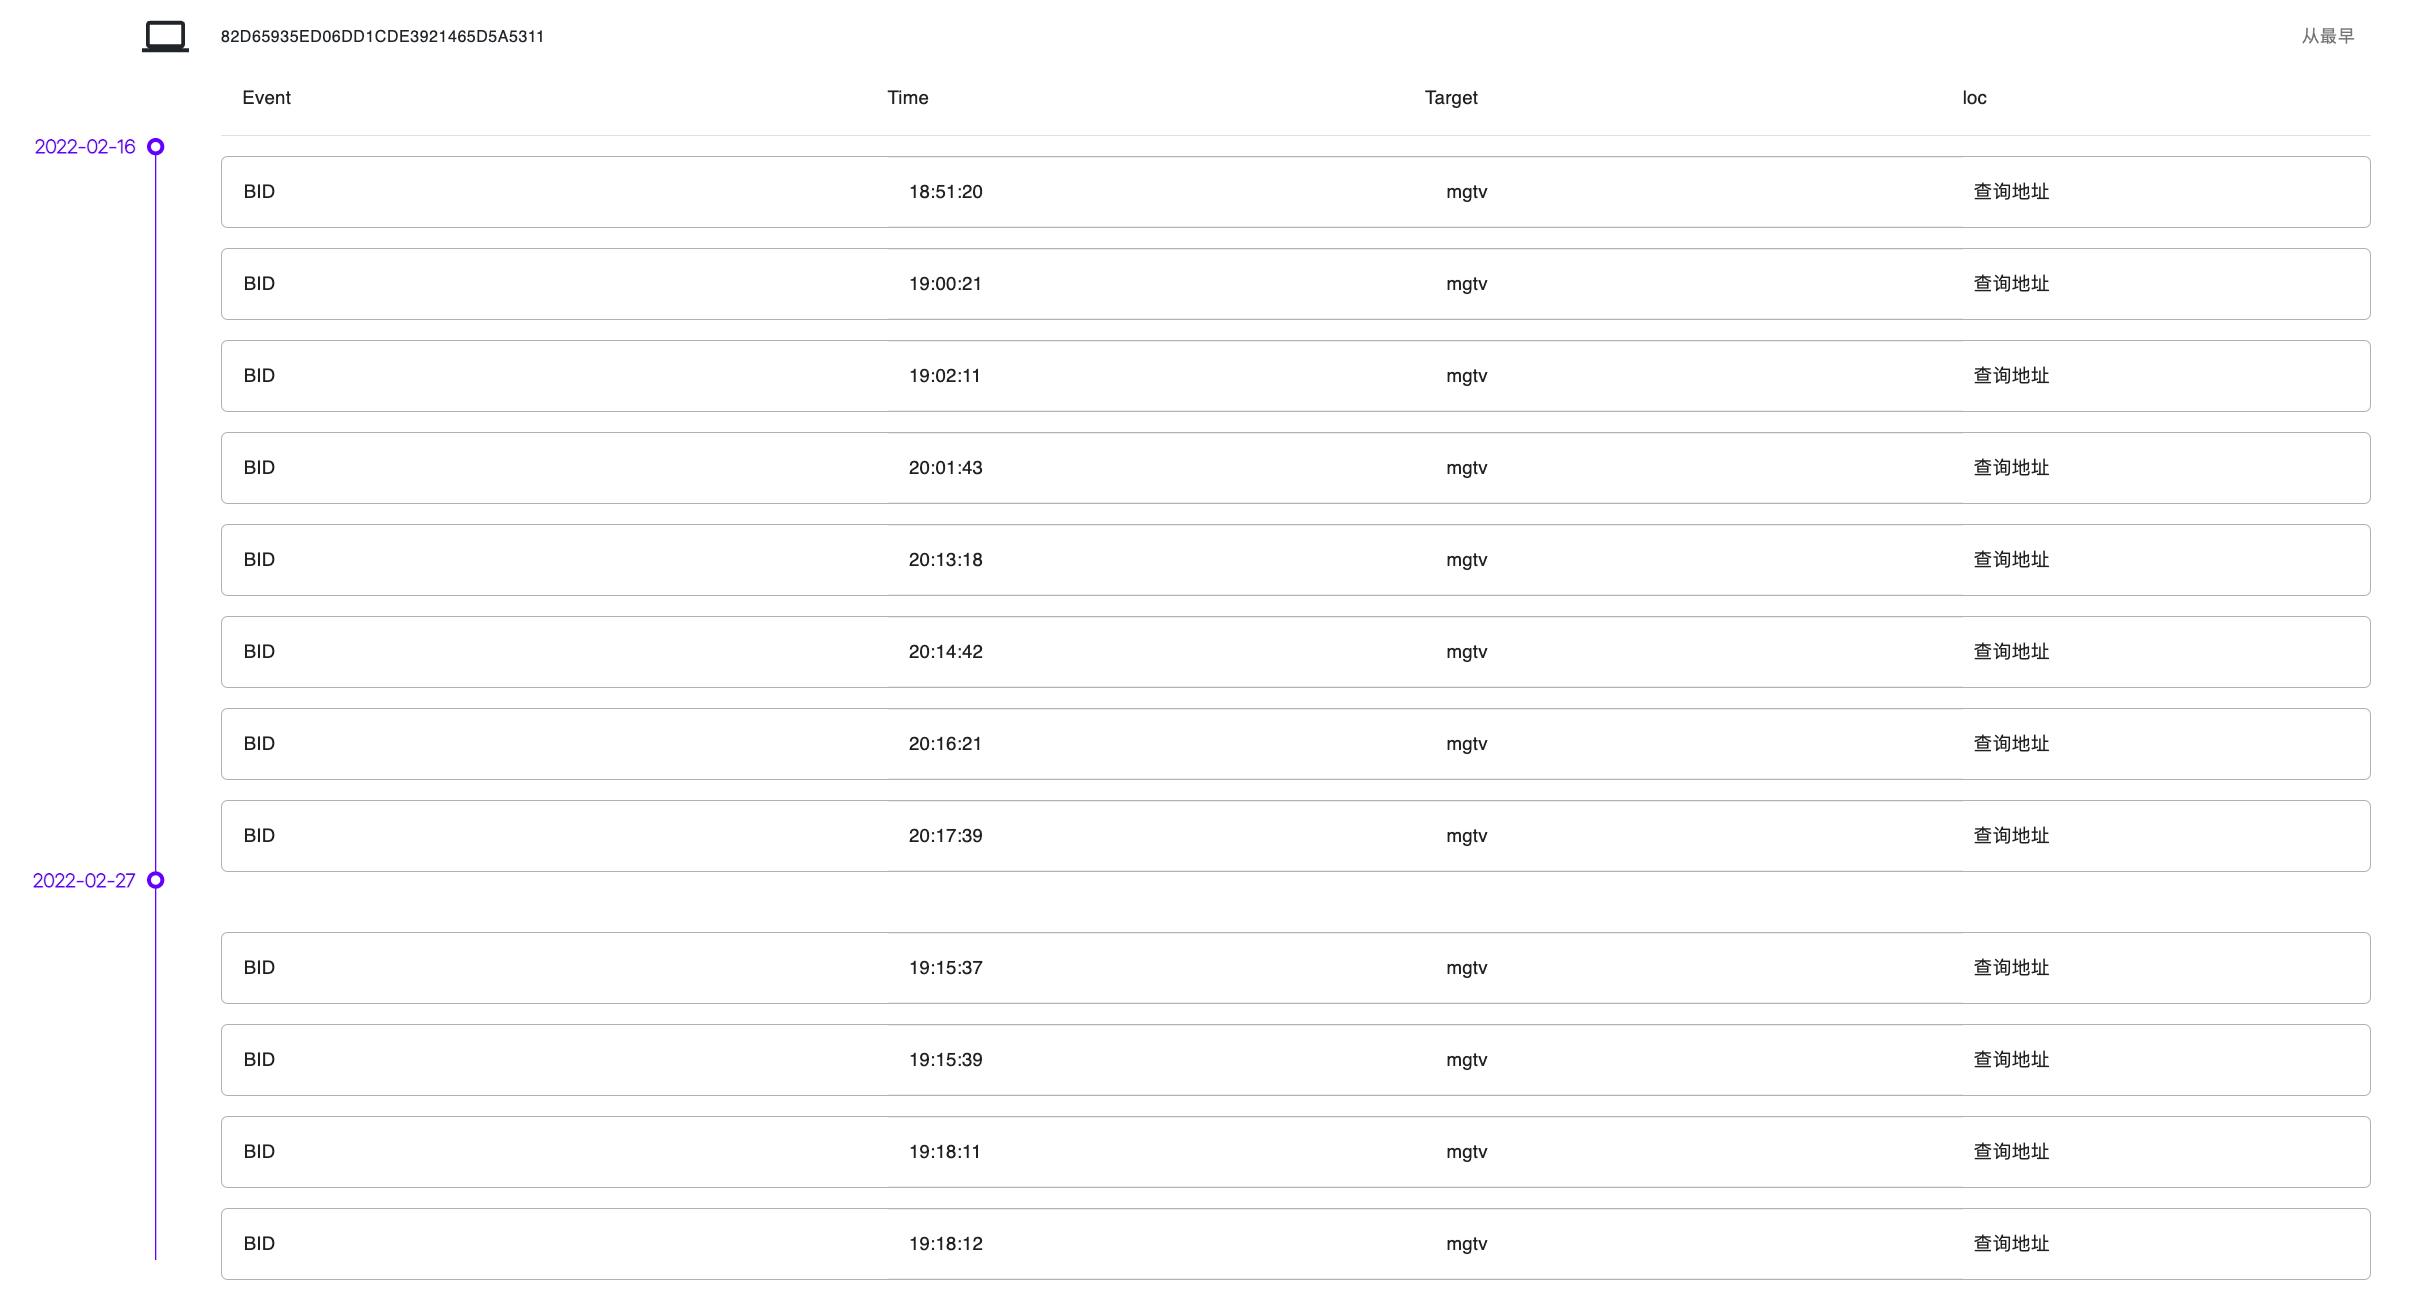 82D65935ED06DD1CDE3921465D5A5311 从最早
Event Time Target loc
2022-02-16
BID 18:51:20 mgtv 查询地址
BID 19:00:21 mgtv 查询地址
BID 19:02:11 mgtv 查询地址
BID 20:01:43 mgtv 查询地址
BID 20:13:18 mgtv 查询地址
BID 20:14:42 mgtv 查询地址
BID 20:16:21 mgtv 查询地址
BID 20:17:39 mgtv 查询地址
2022-02-27
BID 19:15:37 mgtv 查询地址
BID 19:15:39 mgtv 查询地址
BID 19:18:11 mgtv 查询地址
BID 19:18:12 mgtv 查询地址